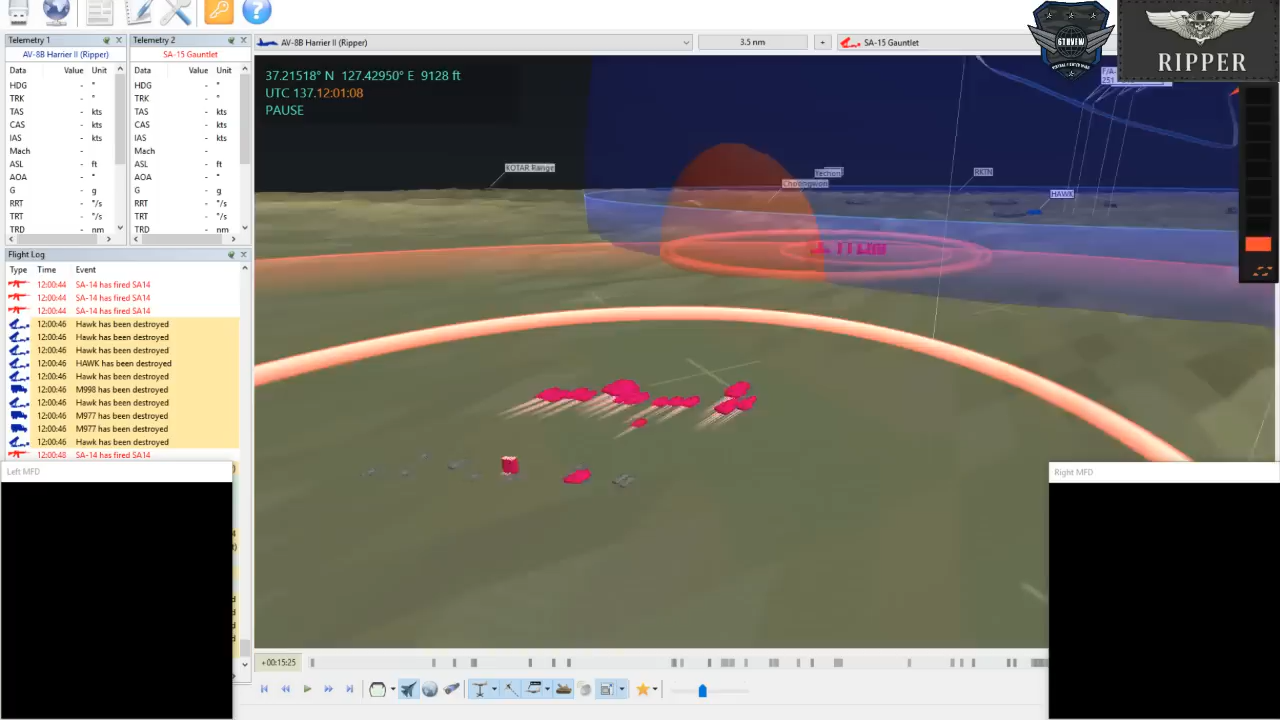 Telemetry 1
AV-8B Harrier II (Ripper)
Data Value Unit
HDG - °
TRK - °
TAS - kts
CAS - kts
IAS - kts
Mach -
ASL - ft
AOA - °
G - g
RRT - °/s
TRT - °/s
TRD - nm
Telemetry 2
SA-15 Gauntlet
Data Value Unit
HDG - °
TRK - °
TAS - kts
CAS - kts
IAS - kts
Mach -
ASL - ft
AOA - °
G - g
RRT - °/s
TRT - °/s
TRD - nm
AV-8B Harrier II (Ripper)
3.5 nm
+
SA-15 Gauntlet
RIPPER
37.21518° N 127.42950° E 9128 ft
UTC 137.12:01:08
PAUSE
KOTAR Range
Yechon
Choongwon
HAWK
Flight Log
Type Time Event
12:00:44 SA-14 has fired SA14
12:00:44 SA-14 has fired SA14
12:00:44 SA-14 has fired SA14
12:00:46 Hawk has been destroyed
12:00:46 Hawk has been destroyed
12:00:46 Hawk has been destroyed
12:00:46 HAWK has been destroyed
12:00:46 Hawk has been destroyed
12:00:46 M998 has been destroyed
12:00:46 Hawk has been destroyed
12:00:46 M977 has been destroyed
12:00:46 M977 has been destroyed
12:00:46 Hawk has been destroyed
12:00:48 SA-14 has fired SA14
Left MFD
Right MFD
+00:15:25